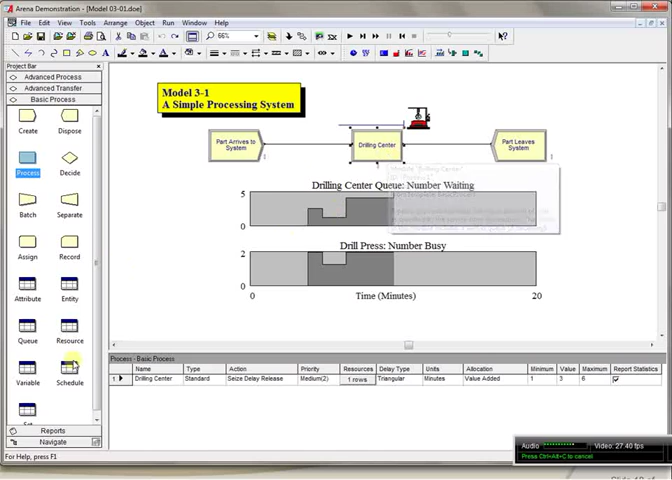 Arena Demonstration - [Model 03-01.doe]
File Edit View Tools Arrange Object Run Window Help
66%
Project Bar
Advanced Process
Advanced Transfer
Basic Process
Create Dispose
Process Decide
Batch Separate
Assign Record
Attribute Entity
Queue Resource
Variable Schedule
Reports
Navigate
Model 3-1
A Simple Processing System
Part Arrives to
System
Drilling Center
Part Leaves
System
Drilling Center Queue: Number Waiting
5
0
Drill Press: Number Busy
2
0
0 Time (Minutes) 20
Process - Basic Process
Name Type Action Priority Resources Delay Type Units Allocation Minimum Value Maximum Report Statistics
1 Drilling Center Standard Seize Delay Release Medium(2) 1 rows Triangular Minutes Value Added 1 3 6
For Help, press F1
Audio Video: 27.40 fps
Press Ctrl+Alt+C to cancel